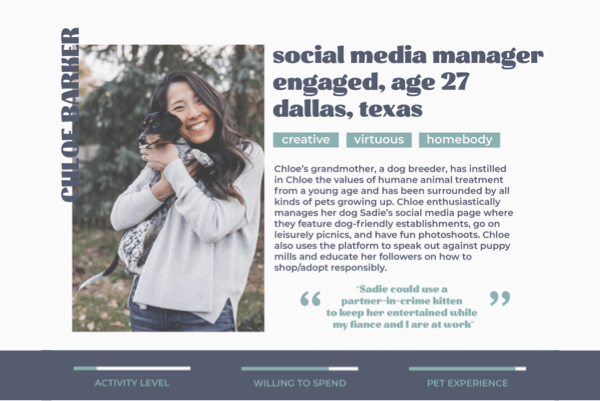 CHLOE BARKER
social media manager
engaged, age 27
dallas, texas
creative virtuous homebody
Chloe's grandmother, a dog breeder, has instilled
in Chloe the values of humane animal treatment
from a young age and has been surrounded by all
kinds of pets growing up. Chloe enthusiastically
manages her dog Sadie's social media page where
they feature dog-friendly establishments, go on
leisurely picnics, and have fun photoshoots. Chloe
also uses the platform to speak out against puppy
mills and educate her followers on how to
shop/adopt responsibly.
"Sadie could use a
partner-in-crime kitten
to keep her entertained while
my fiance and I are at work"
ACTIVITY LEVEL WILLING TO SPEND PET EXPERIENCE